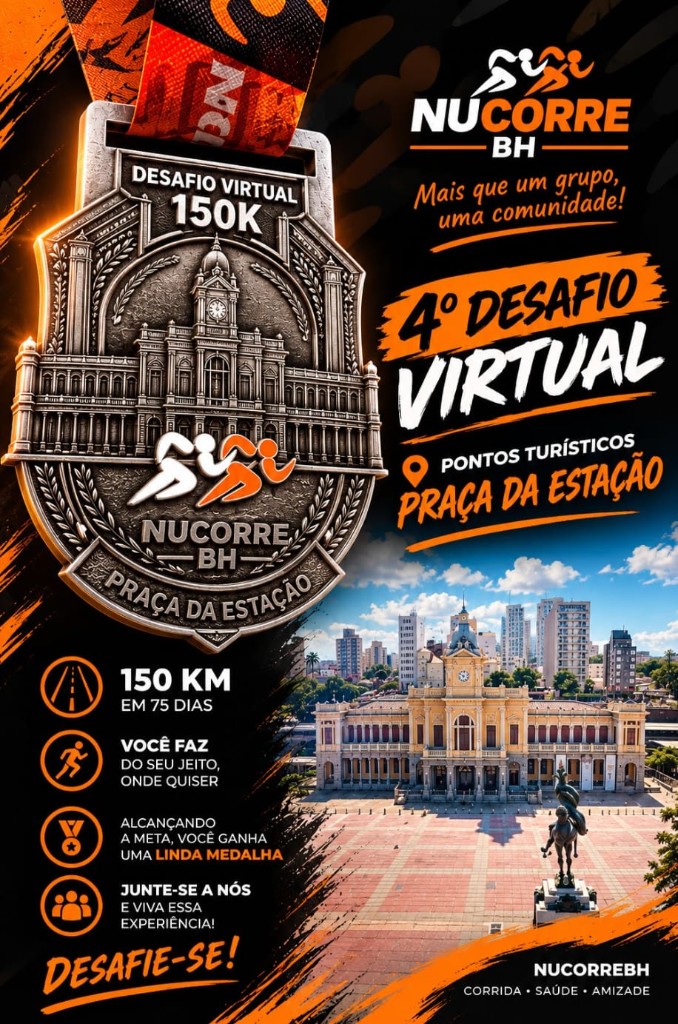 DESAFIO VIRTUAL
150K
NUCORRE
BH
PRAÇA DA ESTAÇÃO
NUCORRE
BH
Mais que um grupo,
uma comunidade!
4º DESAFIO
VIRTUAL
PONTOS TURÍSTICOS
PRAÇA DA ESTAÇÃO
150 KM
EM 75 DIAS
VOCÊ FAZ
DO SEU JEITO,
ONDE QUISER
ALCANÇANDO
A META, VOCÊ GANHA
UMA LINDA MEDALHA
JUNTE-SE A NÓS
E VIVA ESSA
EXPERIÊNCIA!
DESAFIE-SE!
NUCORREBH
CORRIDA • SAÚDE • AMIZADE